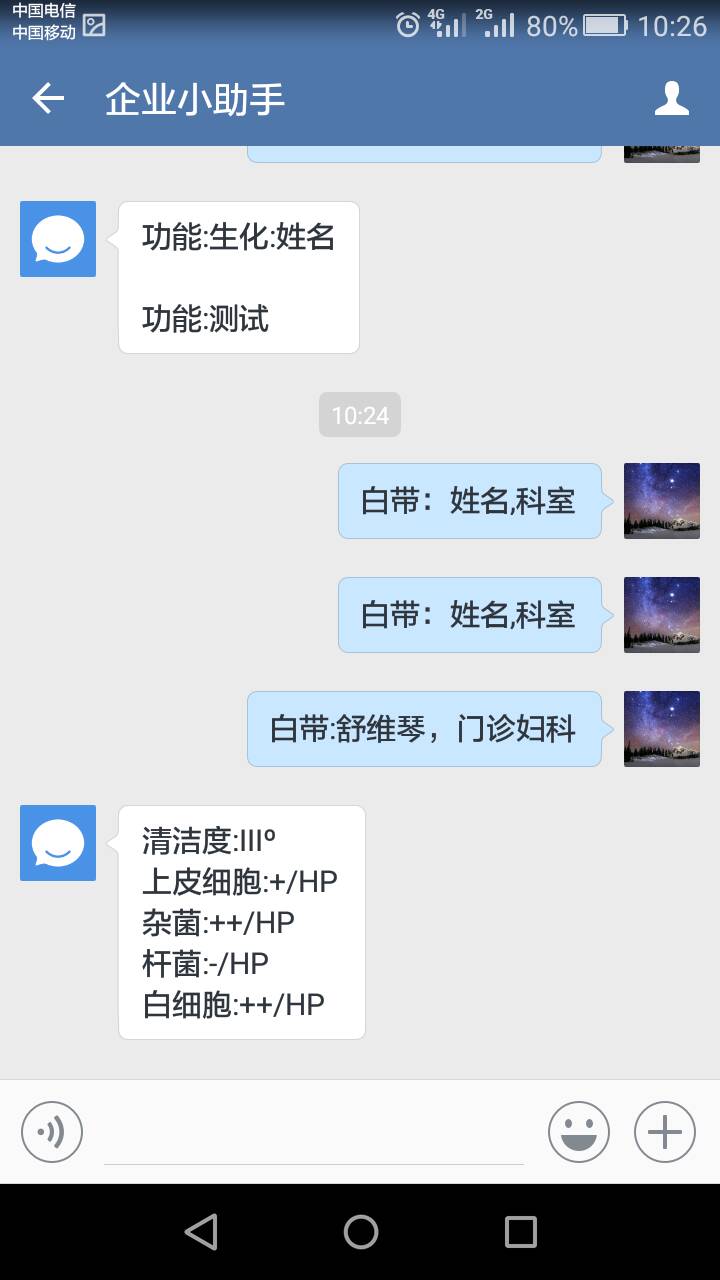 中国电信
中国移动
4G
2G
80%
10:26
企业小助手
功能:生化:姓名
功能:测试
10:24
白带：姓名,科室
白带：姓名,科室
白带:舒维琴，门诊妇科
清洁度:IIIº
上皮细胞:+/HP
杂菌:++/HP
杆菌:-/HP
白细胞:++/HP